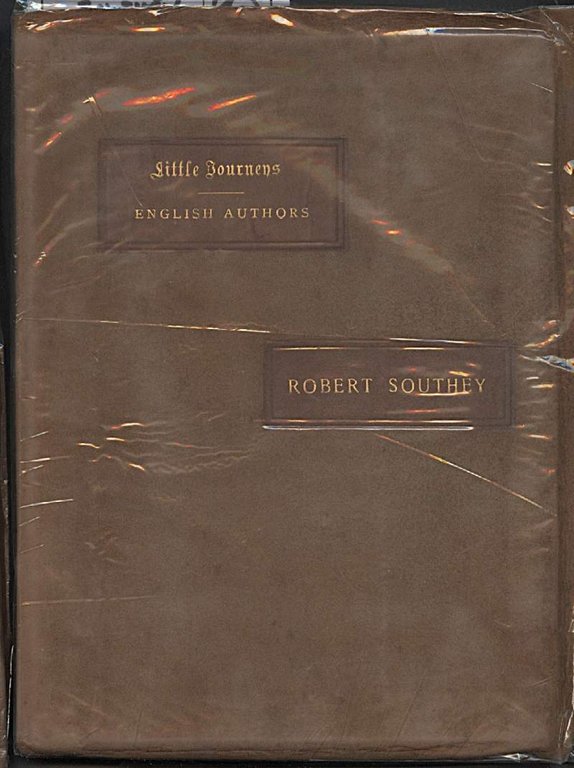 Little Journeys
ENGLISH AUTHORS
ROBERT SOUTHEY